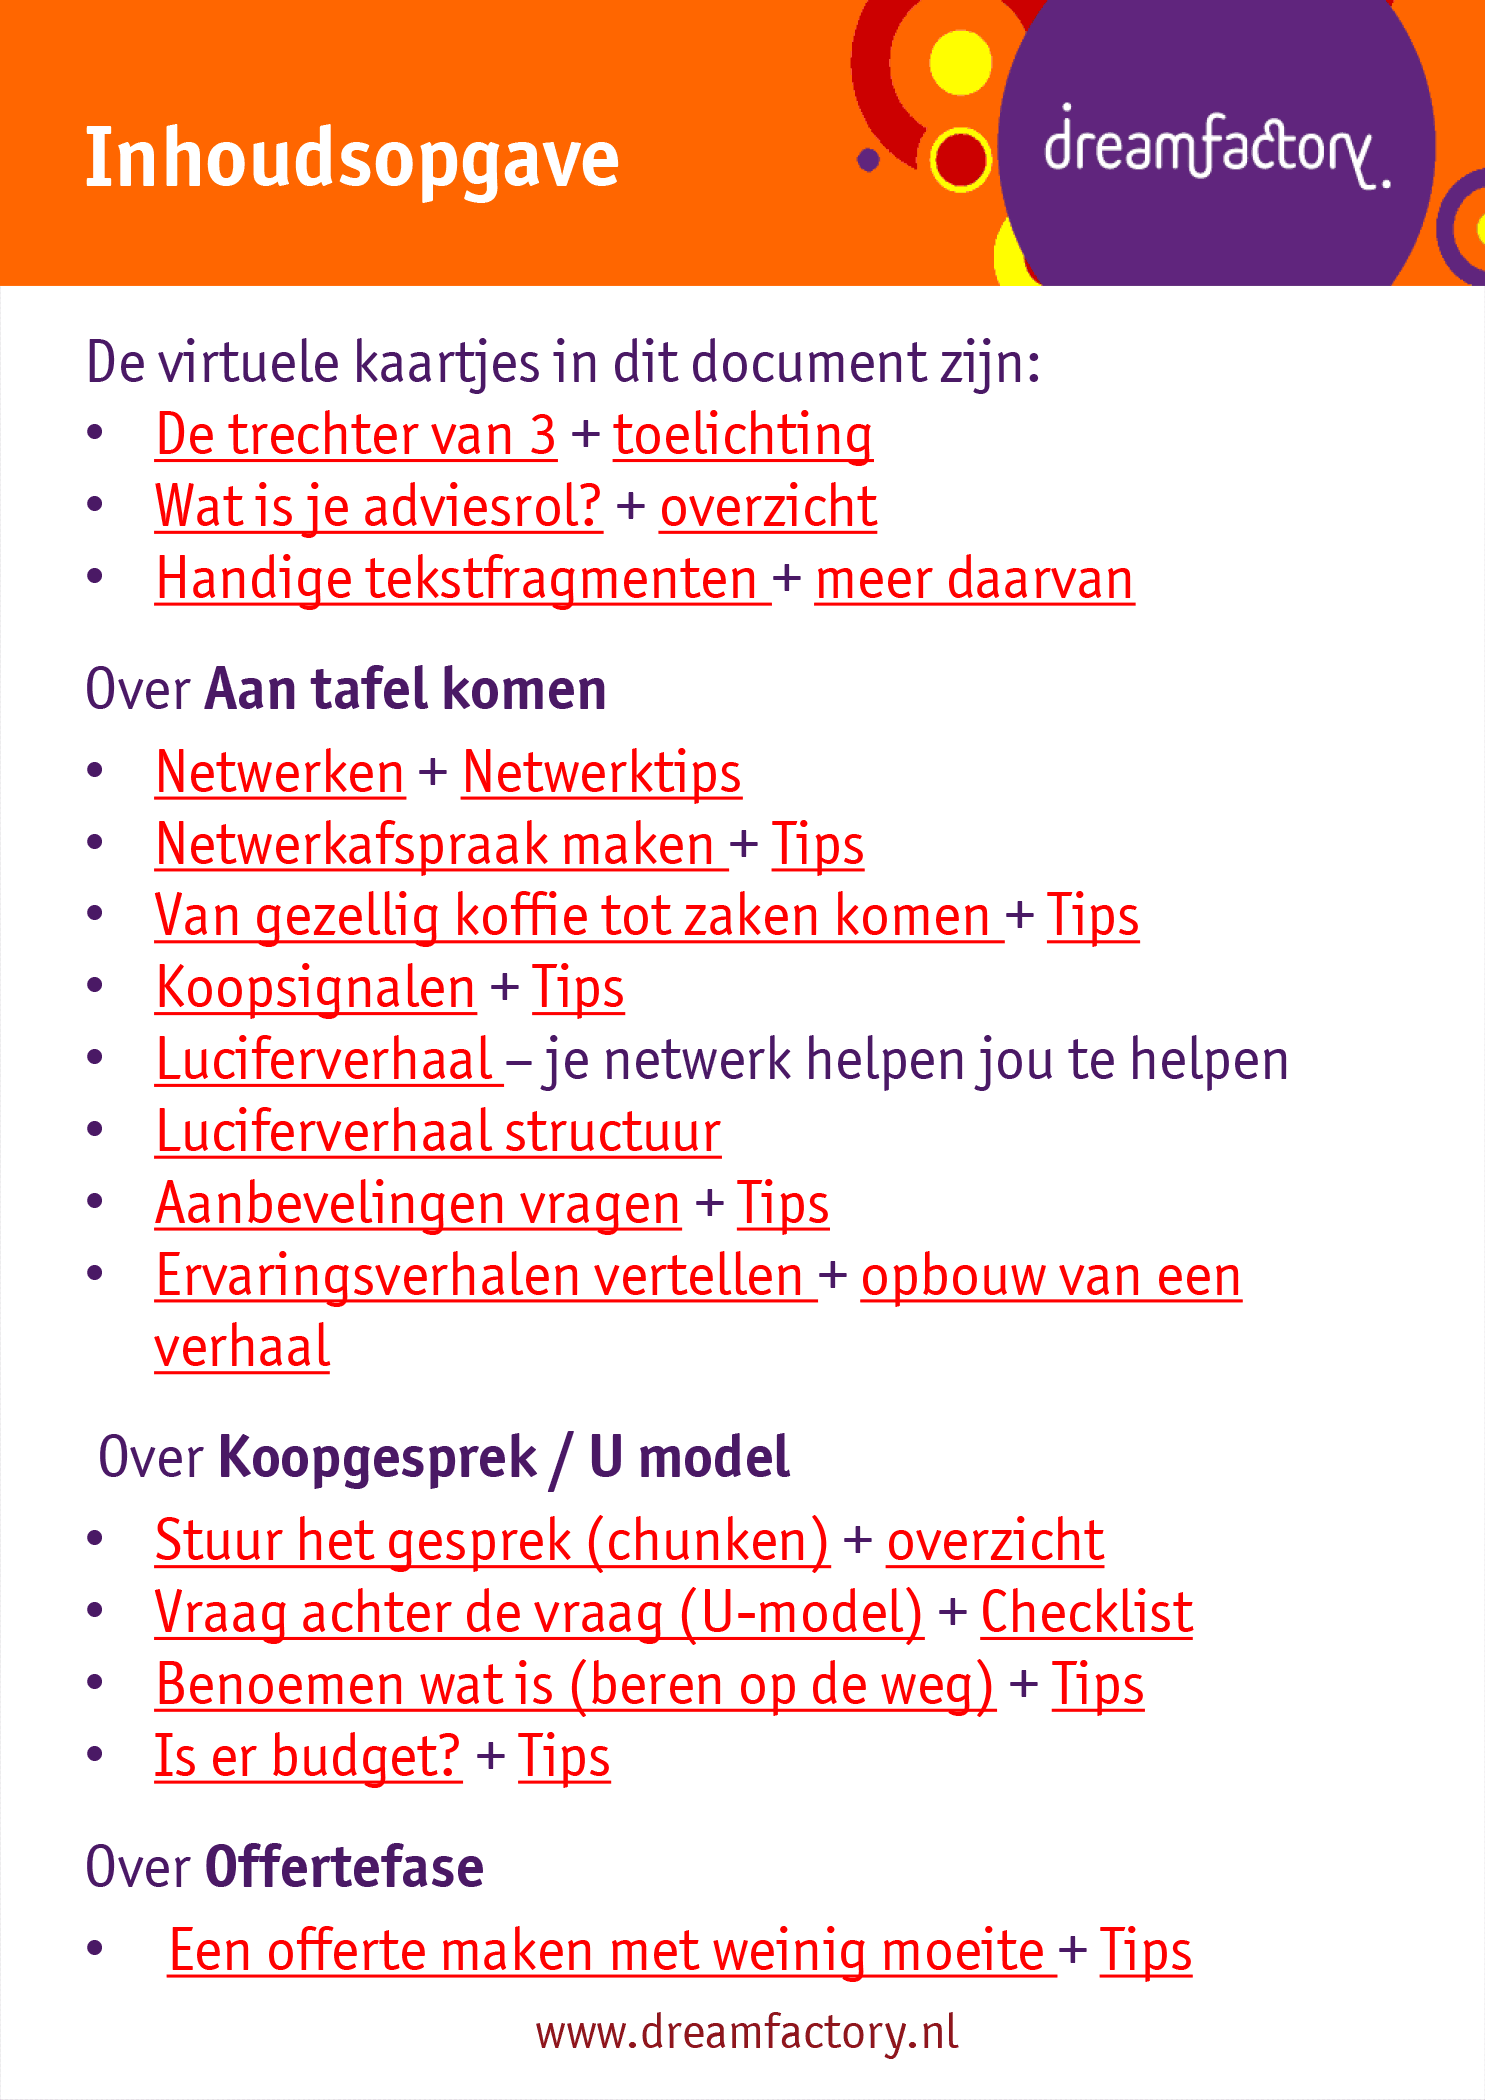 Inhoudsopgave
dreamfactory.
De virtuele kaartjes in dit document zijn:
• De trechter van 3 + toelichting
• Wat is je adviesrol? + overzicht
• Handige tekstfragmenten + meer daarvan
Over Aan tafel komen
• Netwerken + Netwerktips
• Netwerkafspraak maken + Tips
• Van gezellig koffie tot zaken komen + Tips
• Koopsignalen + Tips
• Luciferverhaal – je netwerk helpen jou te helpen
• Luciferverhaal structuur
• Aanbevelingen vragen + Tips
• Ervaringsverhalen vertellen + opbouw van een
verhaal
Over Koopgesprek / U model
• Stuur het gesprek (chunken) + overzicht
• Vraag achter de vraag (U-model) + Checklist
• Benoemen wat is (beren op de weg) + Tips
• Is er budget? + Tips
Over Offertefase
• Een offerte maken met weinig moeite + Tips
www.dreamfactory.nl